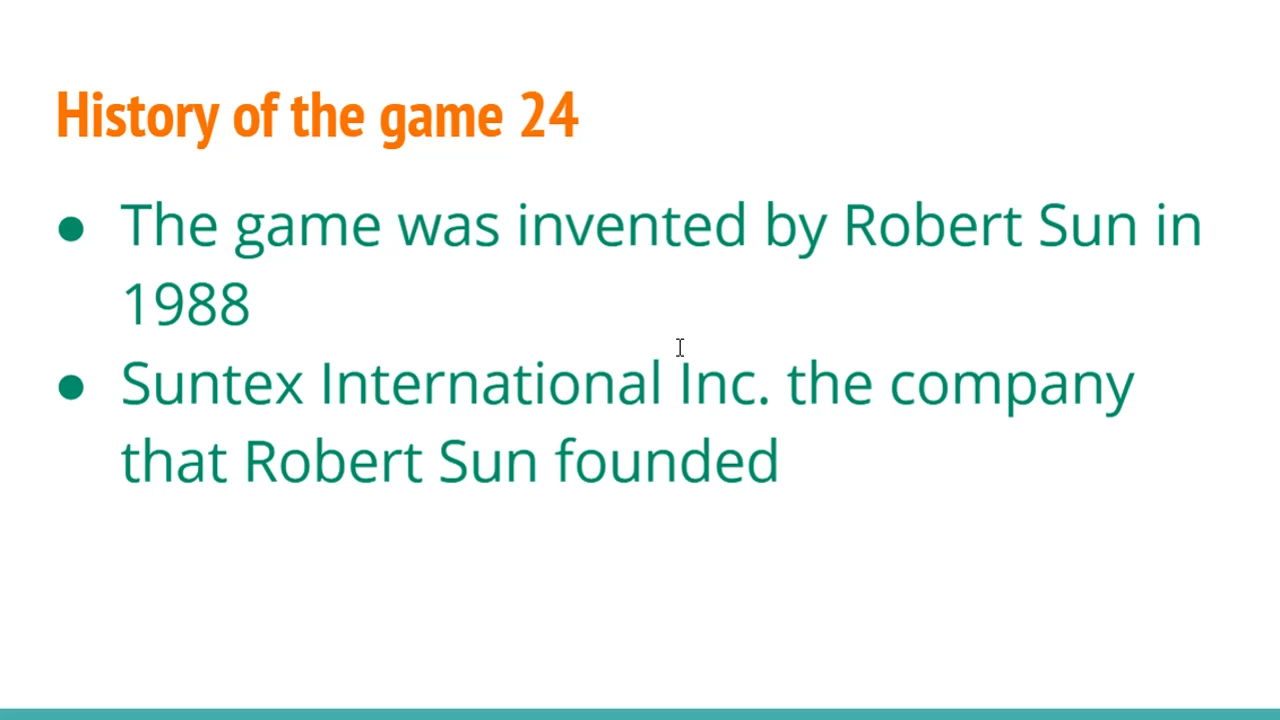 History of the game 24
● The game was invented by Robert Sun in
1988
● Suntex International Inc. the company
that Robert Sun founded